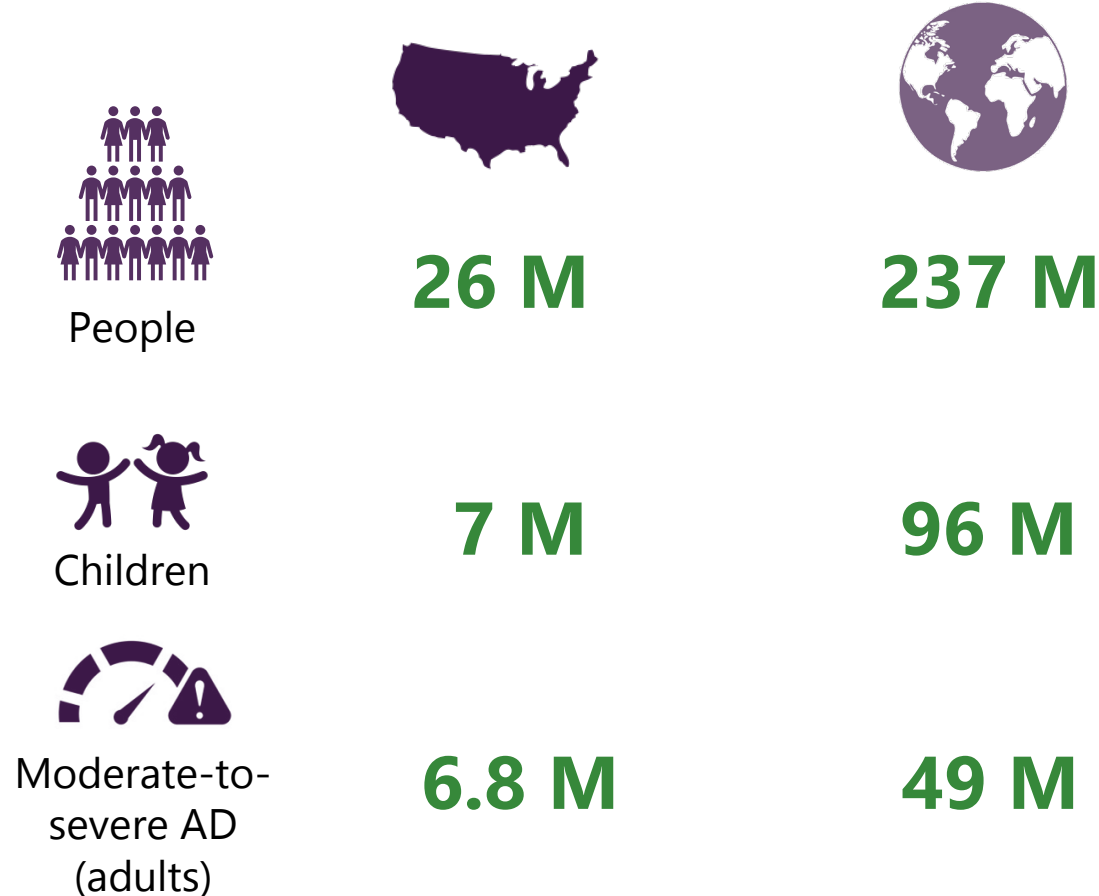 26 M
237 M
People
7 M
96 M
Children
Moderate-to-
severe AD
(adults)
6.8 M
49 M